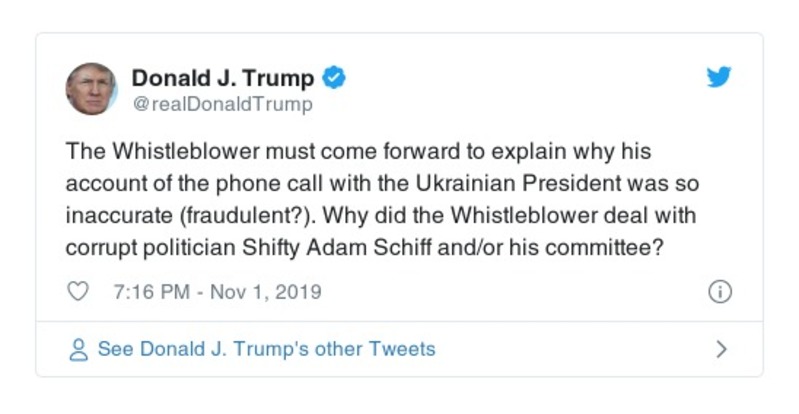 Donald J. Trump
@realDonaldTrump
The Whistleblower must come forward to explain why his
account of the phone call with the Ukrainian President was so
inaccurate (fraudulent?). Why did the Whistleblower deal with
corrupt politician Shifty Adam Schiff and/or his committee?
7:16 PM - Nov 1, 2019
See Donald J. Trump's other Tweets